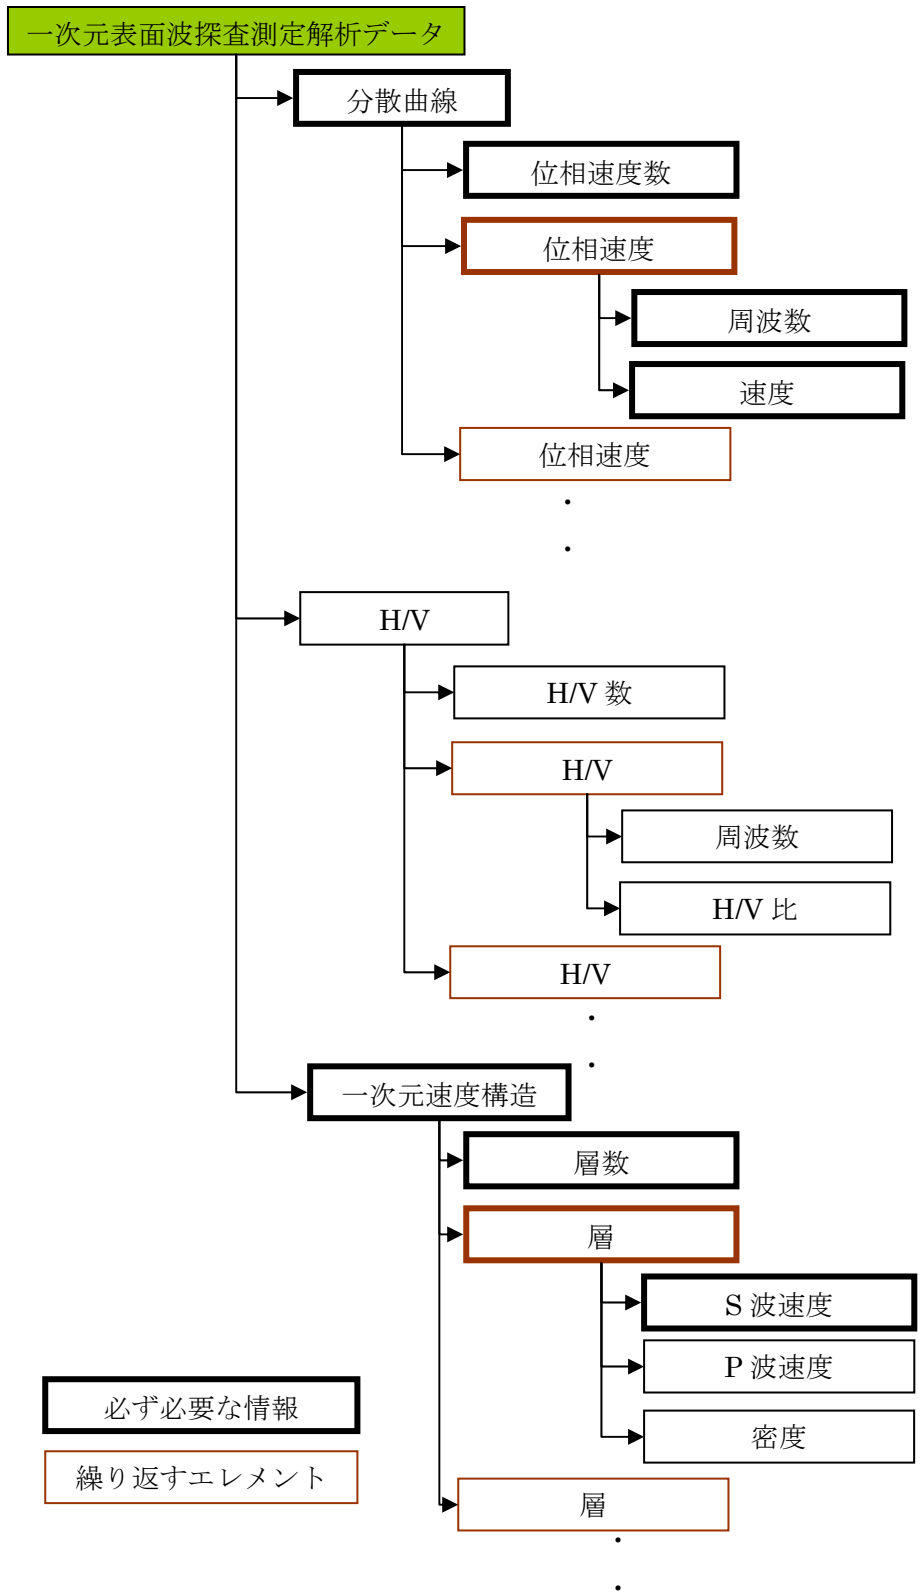 一次元表面波探査測定解析データ
分散曲線
位相速度数
位相速度
周波数
速度
位相速度
・
・
H/V
H/V 数
H/V
周波数
H/V 比
H/V
・
・
一次元速度構造
層数
層
S 波速度
P 波速度
密度
層
・
・
必ず必要な情報
繰り返すエレメント